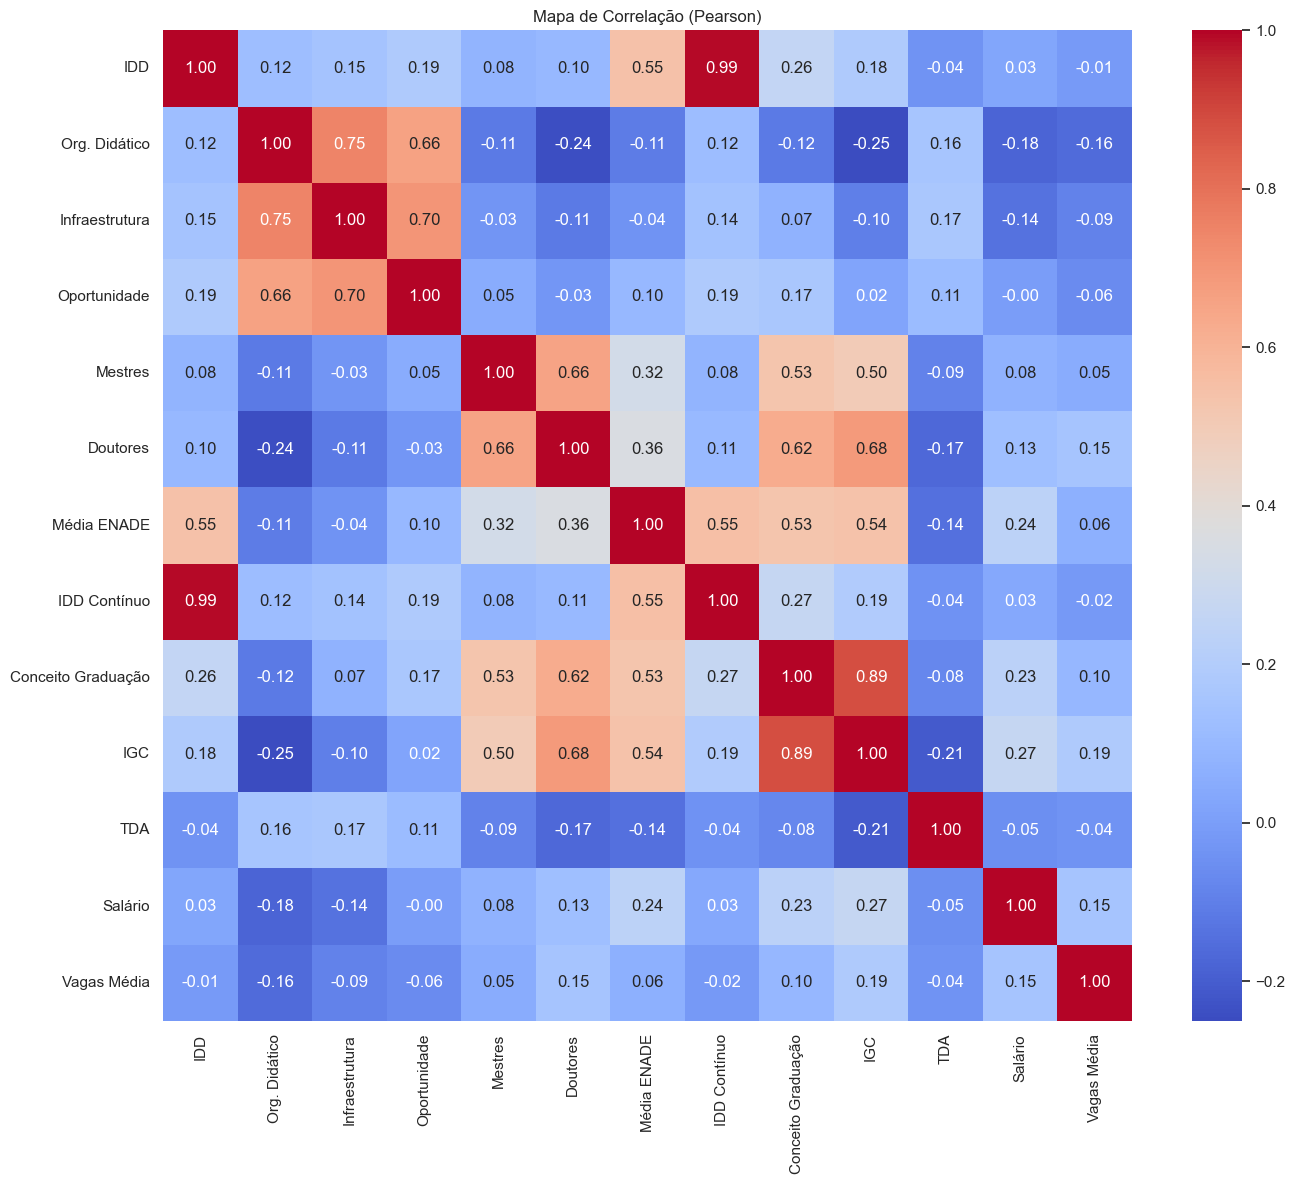 Mapa de Correlação (Pearson)
IDD 1.00 0.12 0.15 0.19 0.08 0.10 0.55 0.99 0.26 0.18 -0.04 0.03 -0.01
Org. Didático 0.12 1.00 0.75 0.66 -0.11 -0.24 -0.11 0.12 -0.12 -0.25 0.16 -0.18 -0.16
Infraestrutura 0.15 0.75 1.00 0.70 -0.03 -0.11 -0.04 0.14 0.07 -0.10 0.17 -0.14 -0.09
Oportunidade 0.19 0.66 0.70 1.00 0.05 -0.03 0.10 0.19 0.17 0.02 0.11 -0.00 -0.06
Mestres 0.08 -0.11 -0.03 0.05 1.00 0.66 0.32 0.08 0.53 0.50 -0.09 0.08 0.05
Doutores 0.10 -0.24 -0.11 -0.03 0.66 1.00 0.36 0.11 0.62 0.68 -0.17 0.13 0.15
Média ENADE 0.55 -0.11 -0.04 0.10 0.32 0.36 1.00 0.55 0.53 0.54 -0.14 0.24 0.06
IDD Contínuo 0.99 0.12 0.14 0.19 0.08 0.11 0.55 1.00 0.27 0.19 -0.04 0.03 -0.02
Conceito Graduação 0.26 -0.12 0.07 0.17 0.53 0.62 0.53 0.27 1.00 0.89 -0.08 0.23 0.10
IGC 0.18 -0.25 -0.10 0.02 0.50 0.68 0.54 0.19 0.89 1.00 -0.21 0.27 0.19
TDA -0.04 0.16 0.17 0.11 -0.09 -0.17 -0.14 -0.04 -0.08 -0.21 1.00 -0.05 -0.04
Salário 0.03 -0.18 -0.14 -0.00 0.08 0.13 0.24 0.03 0.23 0.27 -0.05 1.00 0.15
Vagas Média -0.01 -0.16 -0.09 -0.06 0.05 0.15 0.06 -0.02 0.10 0.19 -0.04 0.15 1.00
IDD
Org. Didático
Infraestrutura
Oportunidade
Mestres
Doutores
Média ENADE
IDD Contínuo
Conceito Graduação
IGC
TDA
Salário
Vagas Média
1.0
0.8
0.6
0.4
0.2
0.0
−0.2